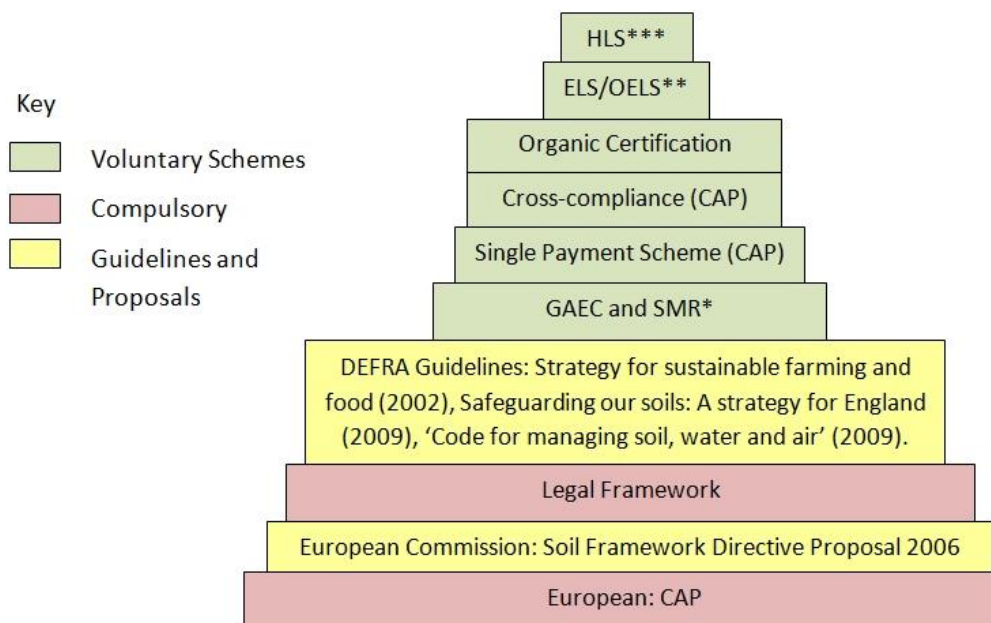 HLS***
ELS/OELS**
Key
Organic Certification
Voluntary Schemes
Cross-compliance (CAP)
Compulsory
Single Payment Scheme (CAP)
Guidelines and
Proposals
GAEC and SMR*
DEFRA Guidelines: Strategy for sustainable farming and
food (2002), Safeguarding our soils: A strategy for England
(2009), ‘Code for managing soil, water and air’ (2009).
Legal Framework
European Commission: Soil Framework Directive Proposal 2006
European: CAP